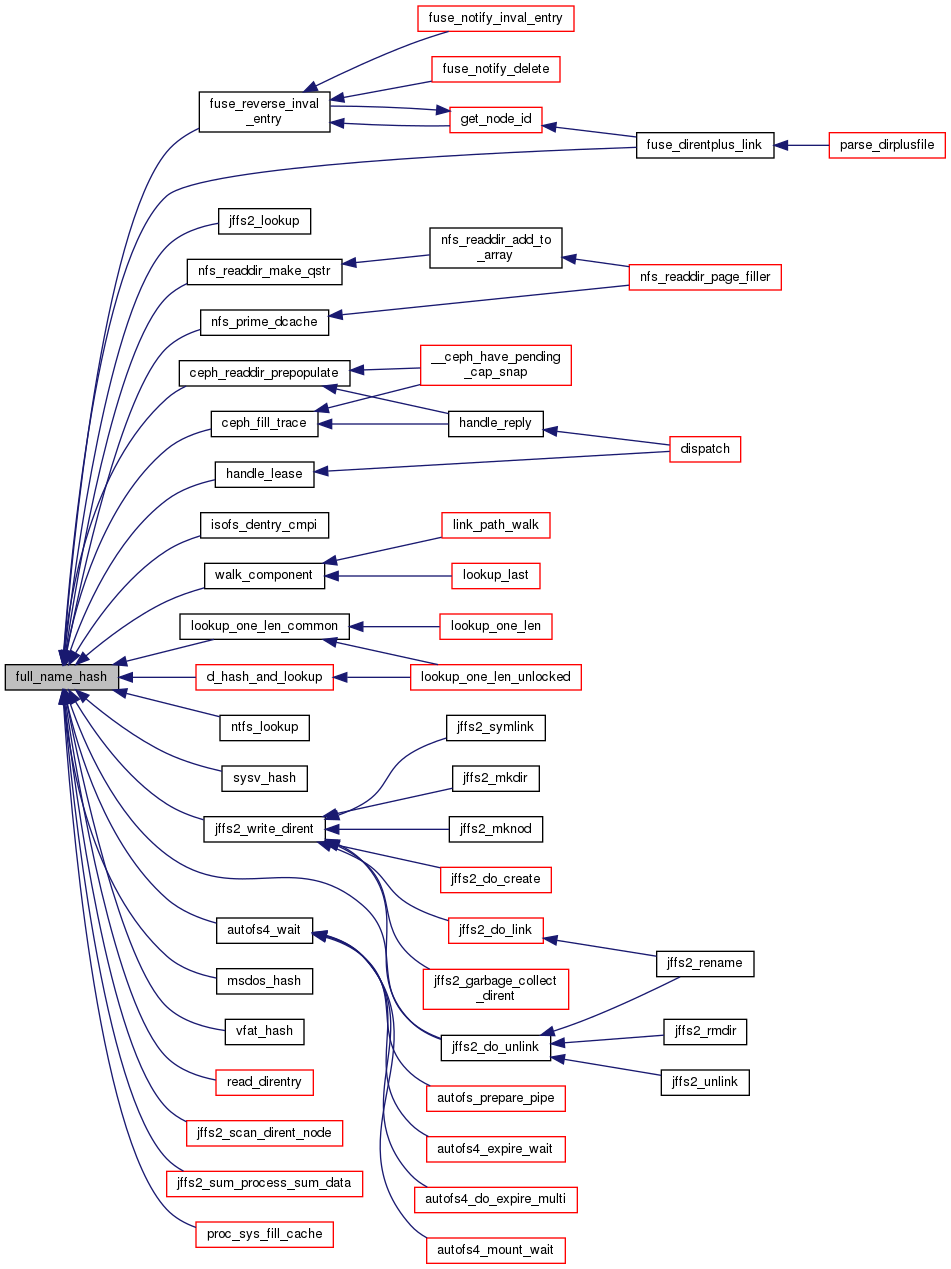 fuse_notify_inval_entry
fuse_notify_delete
fuse_reverse_inval
_entry
get_node_id
fuse_direntplus_link
parse_dirplusfile
jffs2_lookup
nfs_readdir_add_to
_array
nfs_readdir_make_qstr
nfs_readdir_page_filler
nfs_prime_dcache
__ceph_have_pending
_cap_snap
ceph_readdir_prepopulate
ceph_fill_trace
handle_reply
dispatch
handle_lease
isofs_dentry_cmpi
link_path_walk
walk_component
lookup_last
lookup_one_len_common
lookup_one_len
full_name_hash
d_hash_and_lookup
lookup_one_len_unlocked
ntfs_lookup
jffs2_symlink
sysv_hash
jffs2_mkdir
jffs2_write_dirent
jffs2_mknod
jffs2_do_create
autofs4_wait
jffs2_do_link
jffs2_rename
msdos_hash
jffs2_garbage_collect
_dirent
vfat_hash
jffs2_do_unlink
jffs2_rmdir
read_direntry
jffs2_unlink
autofs_prepare_pipe
jffs2_scan_dirent_node
autofs4_expire_wait
jffs2_sum_process_sum_data
autofs4_do_expire_multi
proc_sys_fill_cache
autofs4_mount_wait